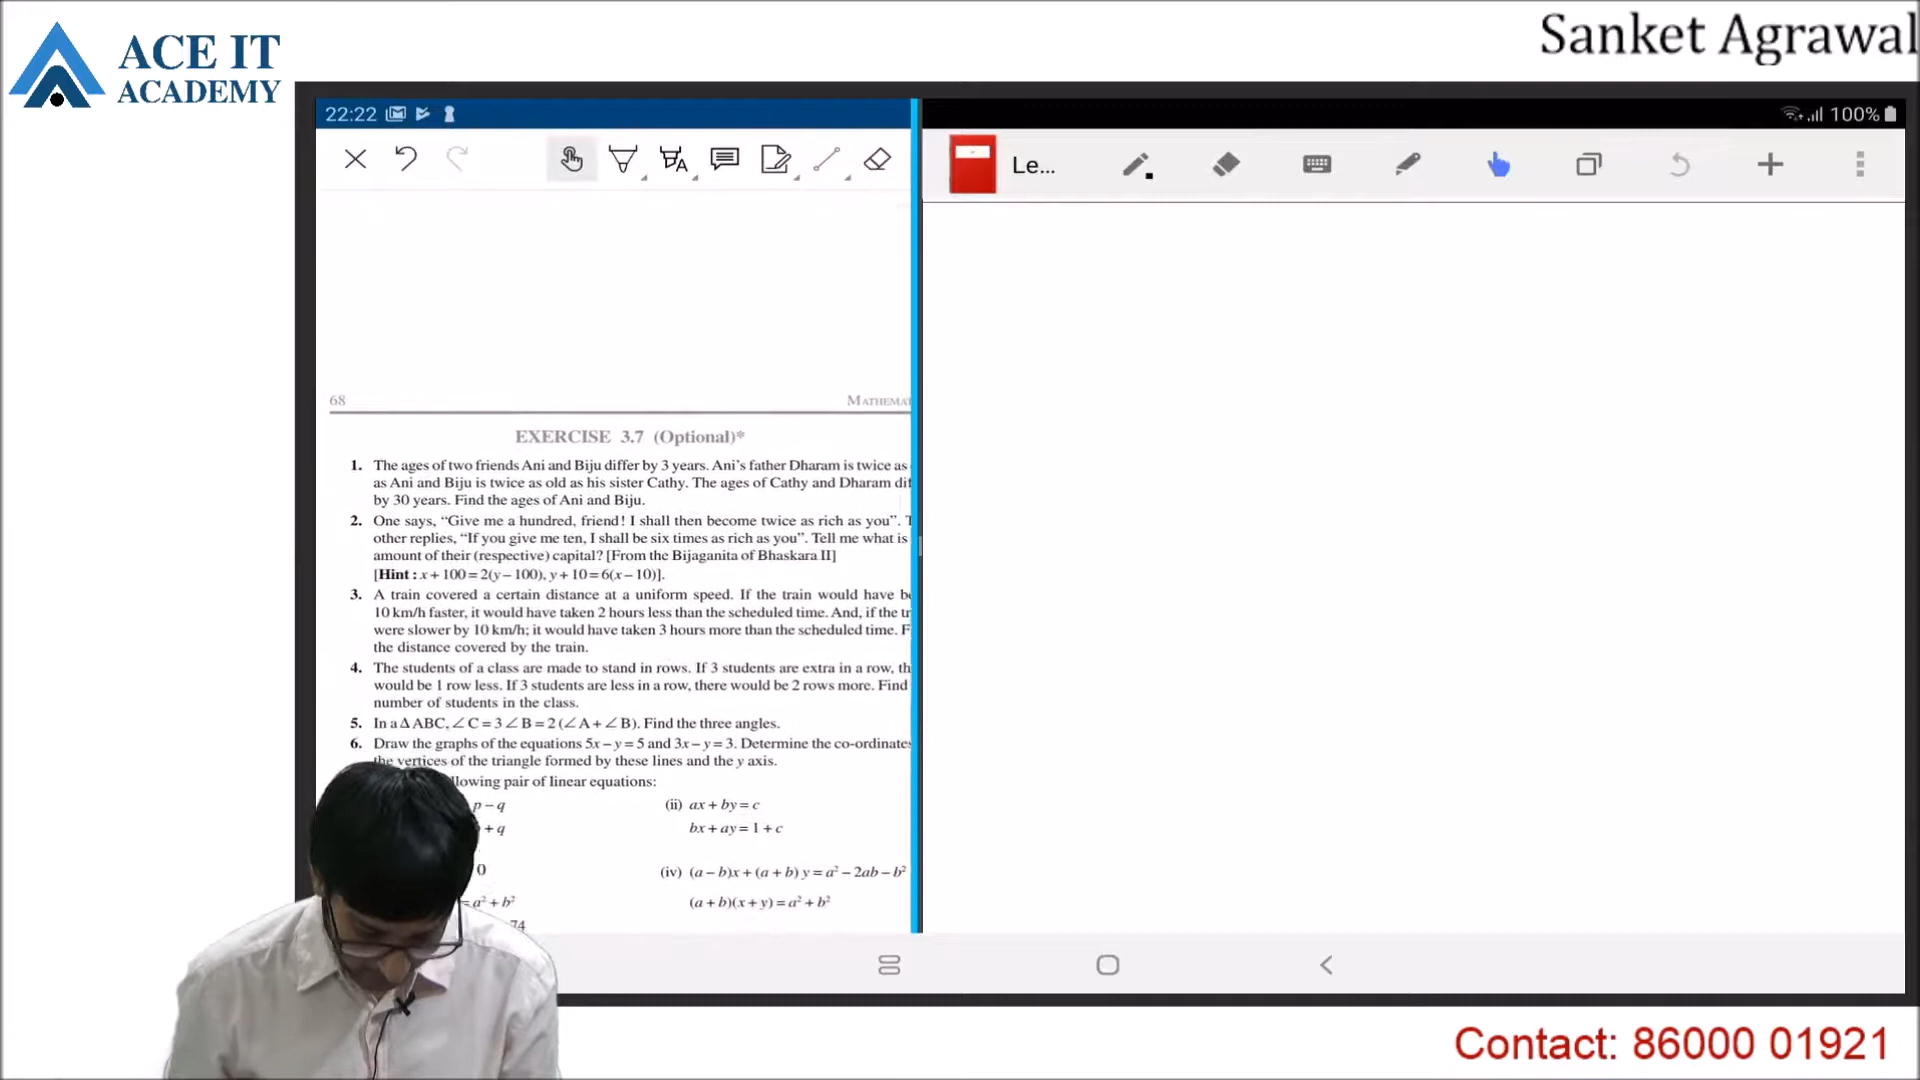 ACE IT
ACADEMY
Sanket Agrawal
22:22
100%
Le...
68
MATHEMAT
EXERCISE 3.7 (Optional)*
1. The ages of two friends Ani and Biju differ by 3 years. Ani's father Dharam is twice as
as Ani and Biju is twice as old as his sister Cathy. The ages of Cathy and Dharam dif
by 30 years. Find the ages of Ani and Biju.
2. One says, “Give me a hundred, friend! I shall then become twice as rich as you”. T
other replies, “If you give me ten, I shall be six times as rich as you”. Tell me what is
amount of their (respective) capital? [From the Bijaganita of Bhaskara II]
[Hint : x + 100 = 2(y – 100), y + 10 = 6(x – 10)].
3. A train covered a certain distance at a uniform speed. If the train would have be
10 km/h faster, it would have taken 2 hours less than the scheduled time. And, if the tr
were slower by 10 km/h; it would have taken 3 hours more than the scheduled time. F
the distance covered by the train.
4. The students of a class are made to stand in rows. If 3 students are extra in a row, th
would be 1 row less. If 3 students are less in a row, there would be 2 rows more. Find
number of students in the class.
5. In a Δ ABC, ∠ C = 3 ∠ B = 2 (∠ A + ∠ B). Find the three angles.
6. Draw the graphs of the equations 5x – y = 5 and 3x – y = 3. Determine the co-ordinates
the vertices of the triangle formed by these lines and the y axis.
llowing pair of linear equations:
p – q (ii) ax + by = c
+ q bx + ay = 1 + c
0 (iv) (a – b)x + (a + b) y = a² – 2ab – b²
= a² + b² (a + b)(x + y) = a² + b²
74
Contact: 86000 01921